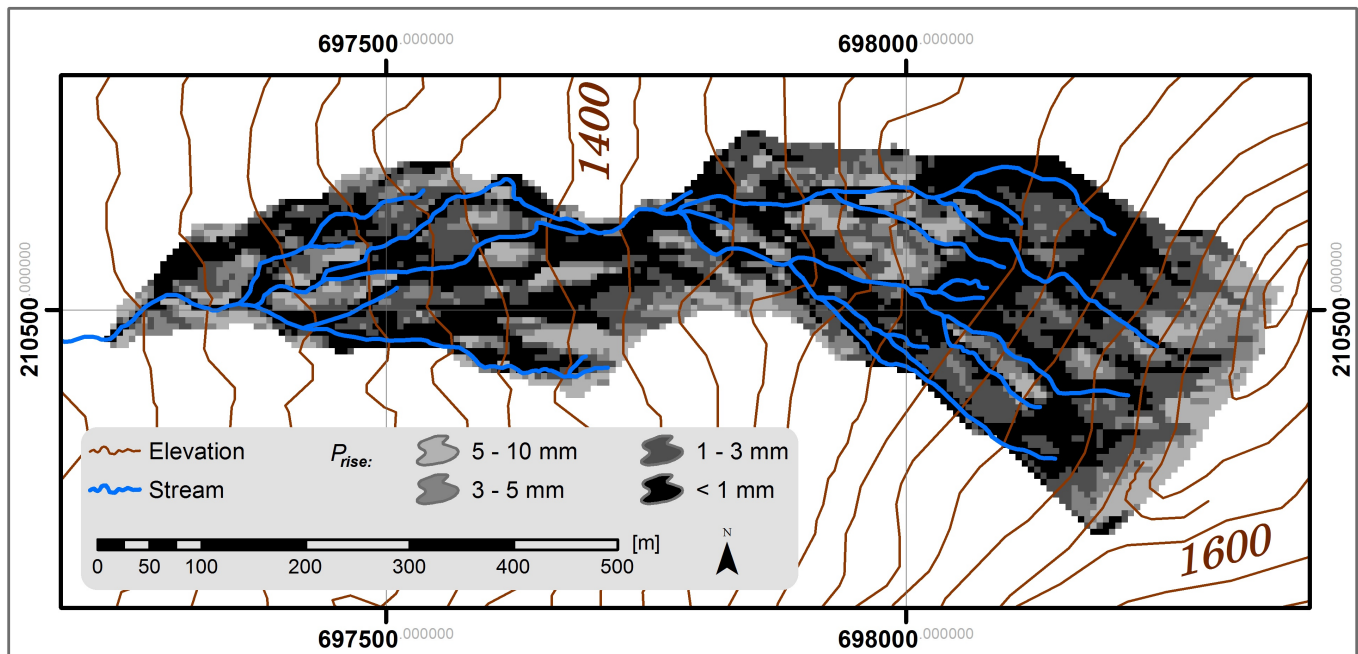 697500.000000 698000.000000
1400
210500.000000
210500.000000
Elevation
Stream
Prise:
5 - 10 mm
3 - 5 mm
1 - 3 mm
< 1 mm
[m]
0 50 100 200 300 400 500
N
1600
697500.000000 698000.000000